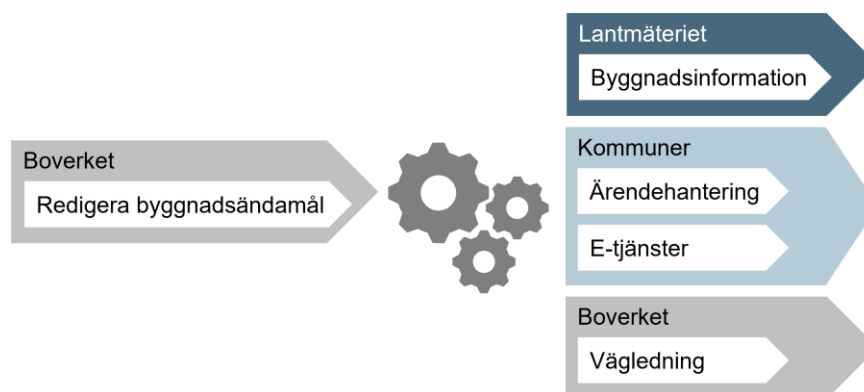 Boverket
Redigera byggnadsändamål
Lantmäteriet
Byggnadsinformation
Kommuner
Ärendehantering
E-tjänster
Boverket
Vägledning